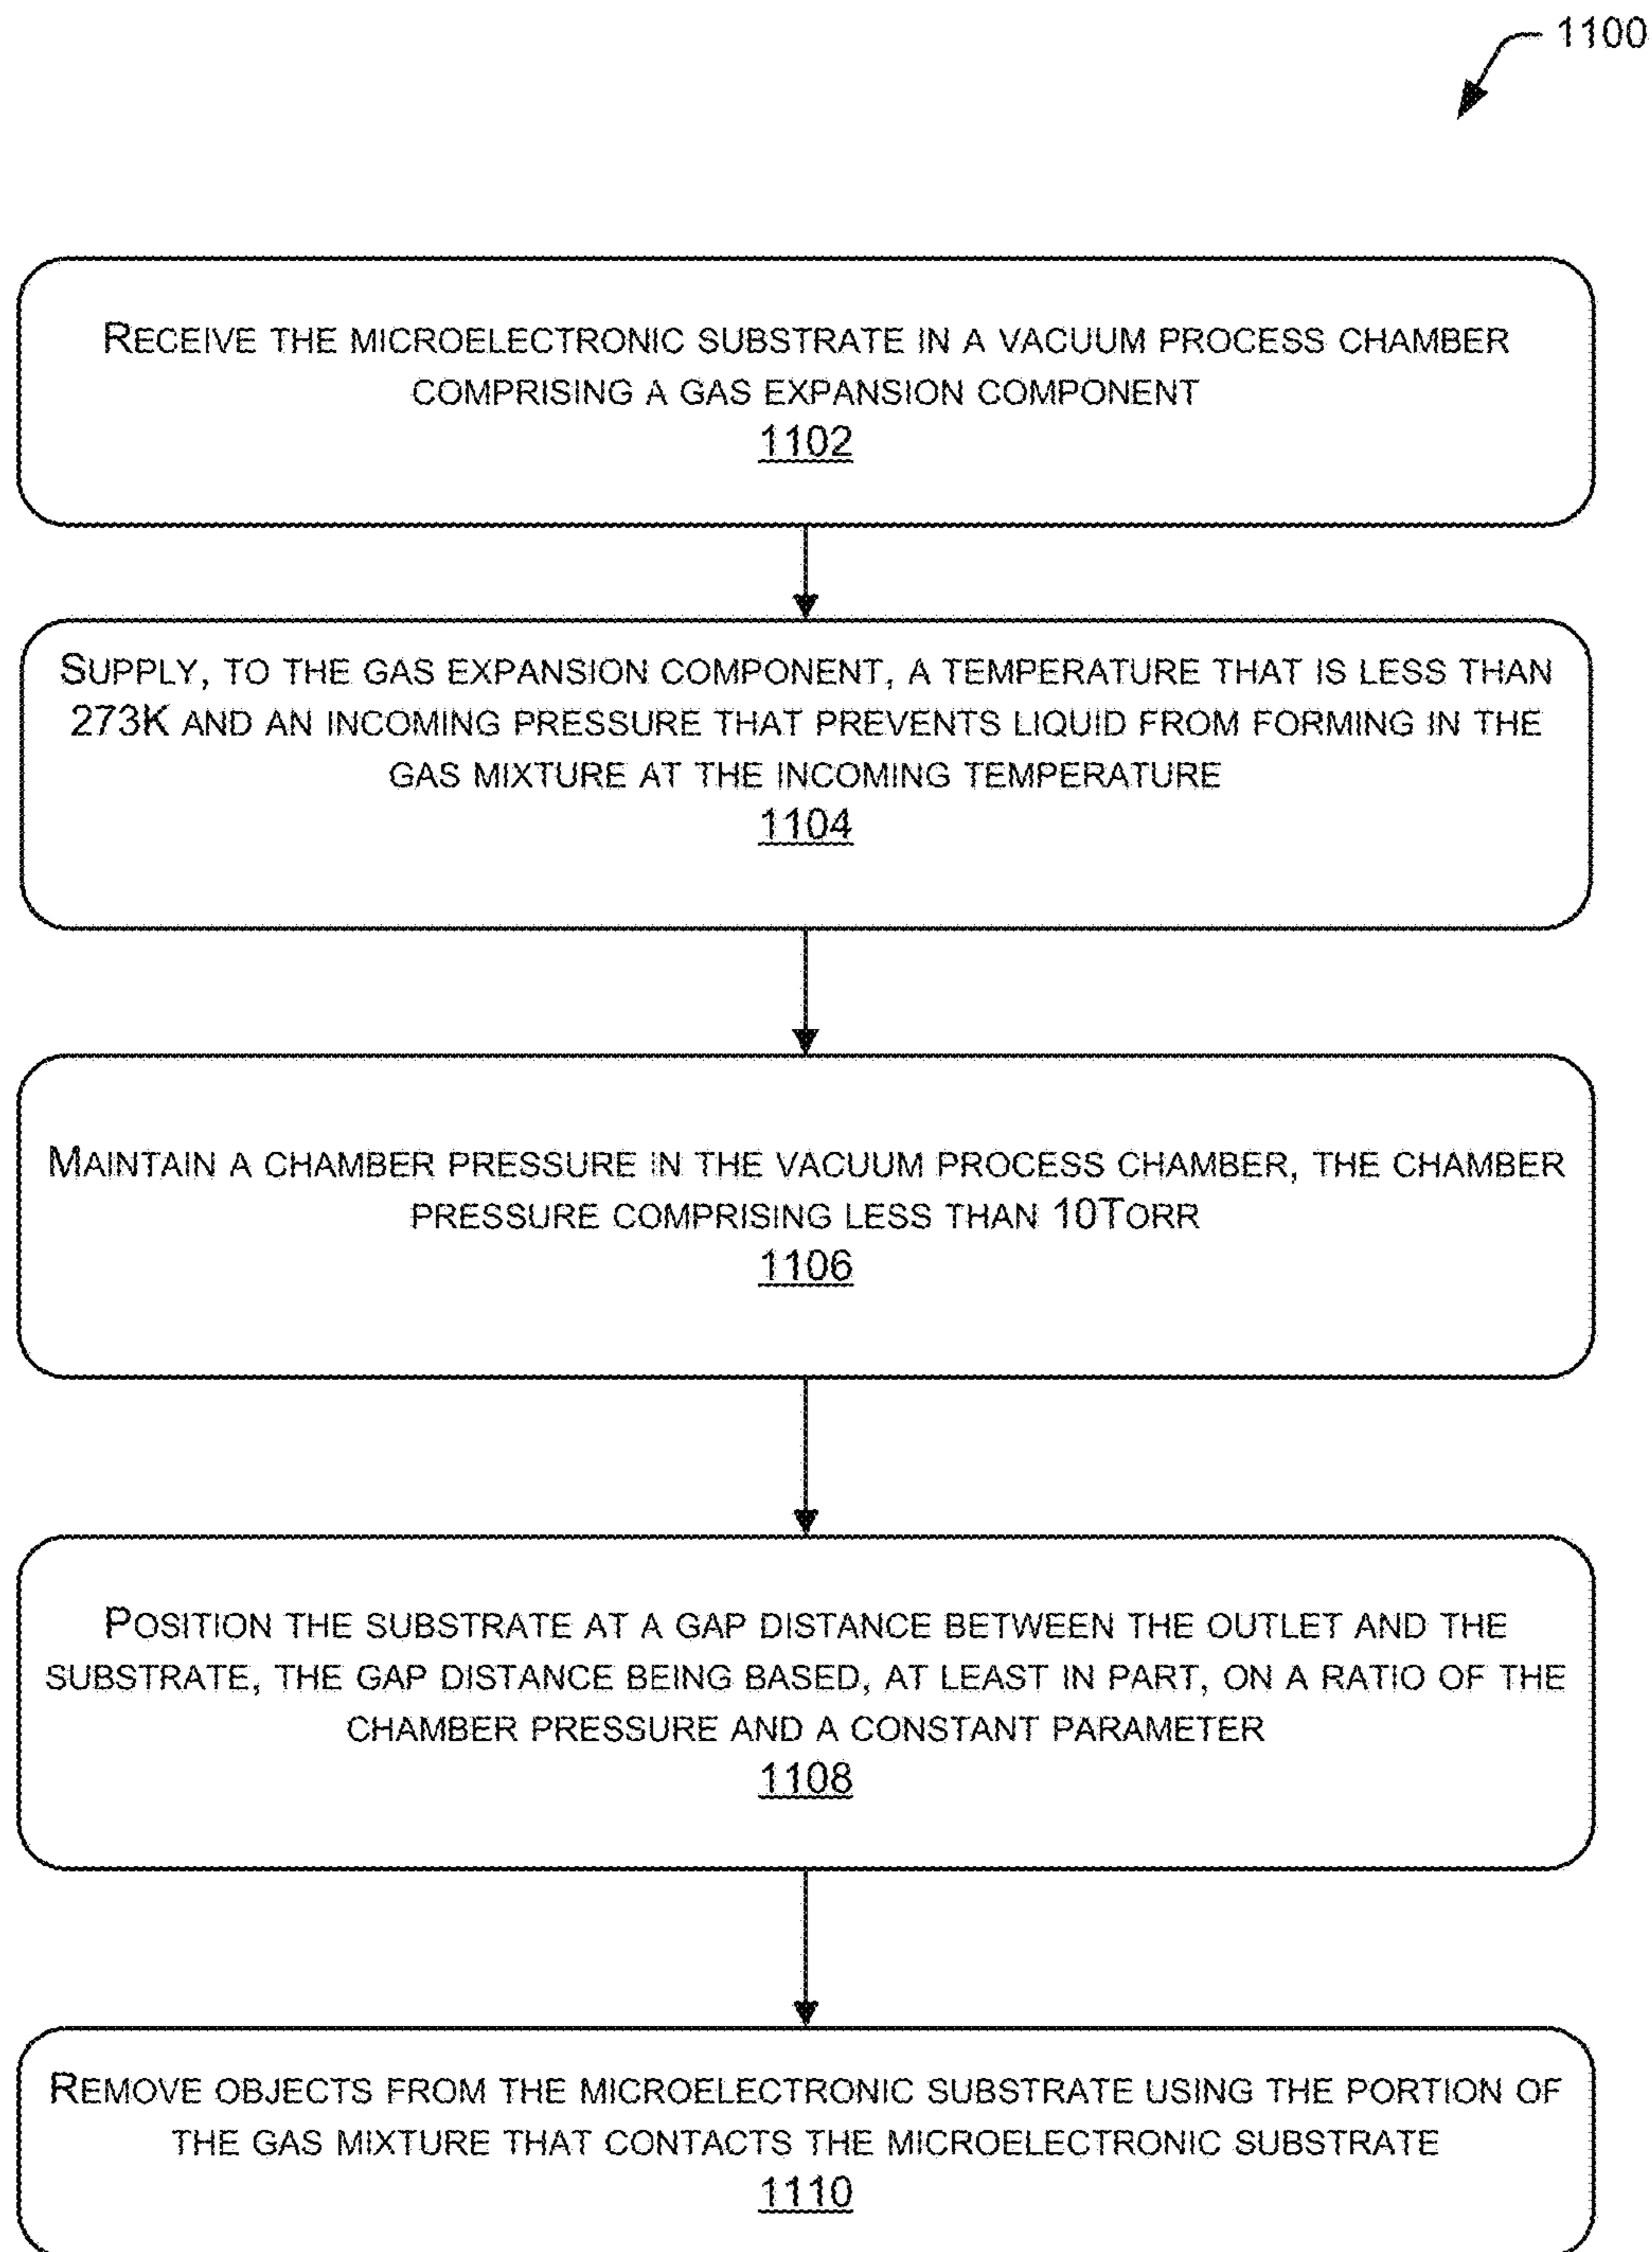 1100
RECEIVE THE MICROELECTRONIC SUBSTRATE IN A VACUUM PROCESS CHAMBER
COMPRISING A GAS EXPANSION COMPONENT
1102
SUPPLY, TO THE GAS EXPANSION COMPONENT, A TEMPERATURE THAT IS LESS THAN
273K AND AN INCOMING PRESSURE THAT PREVENTS LIQUID FROM FORMING IN THE
GAS MIXTURE AT THE INCOMING TEMPERATURE
1104
MAINTAIN A CHAMBER PRESSURE IN THE VACUUM PROCESS CHAMBER, THE CHAMBER
PRESSURE COMPRISING LESS THAN 10TORR
1106
POSITION THE SUBSTRATE AT A GAP DISTANCE BETWEEN THE OUTLET AND THE
SUBSTRATE, THE GAP DISTANCE BEING BASED, AT LEAST IN PART, ON A RATIO OF THE
CHAMBER PRESSURE AND A CONSTANT PARAMETER
1108
REMOVE OBJECTS FROM THE MICROELECTRONIC SUBSTRATE USING THE PORTION OF
THE GAS MIXTURE THAT CONTACTS THE MICROELECTRONIC SUBSTRATE
1110